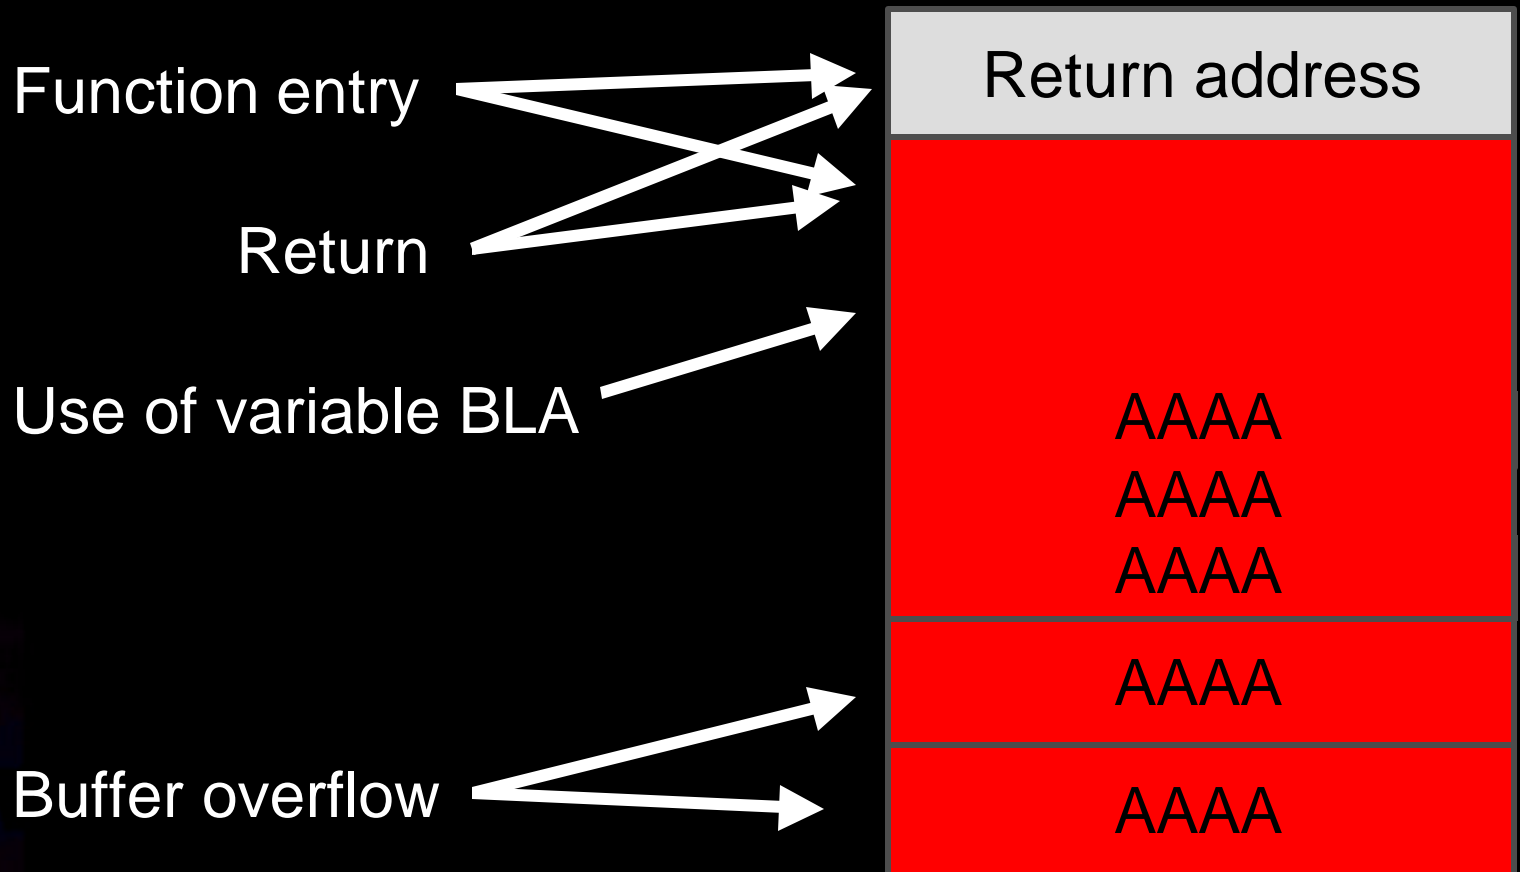 Function entry
Return address
Return
Use of variable BLA
AAAA
AAAA
AAAA
AAAA
Buffer overflow
AAAA